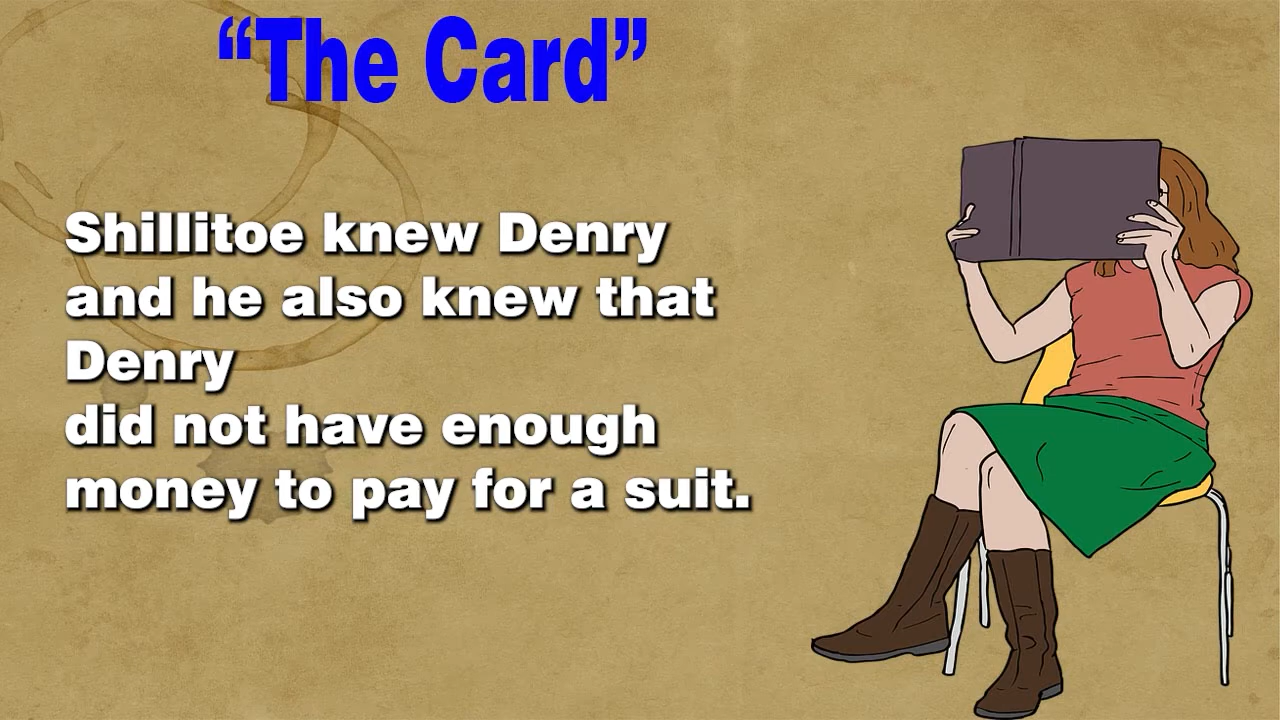 “The Card”
Shillitoe knew Denry
and he also knew that
Denry
did not have enough
money to pay for a suit.